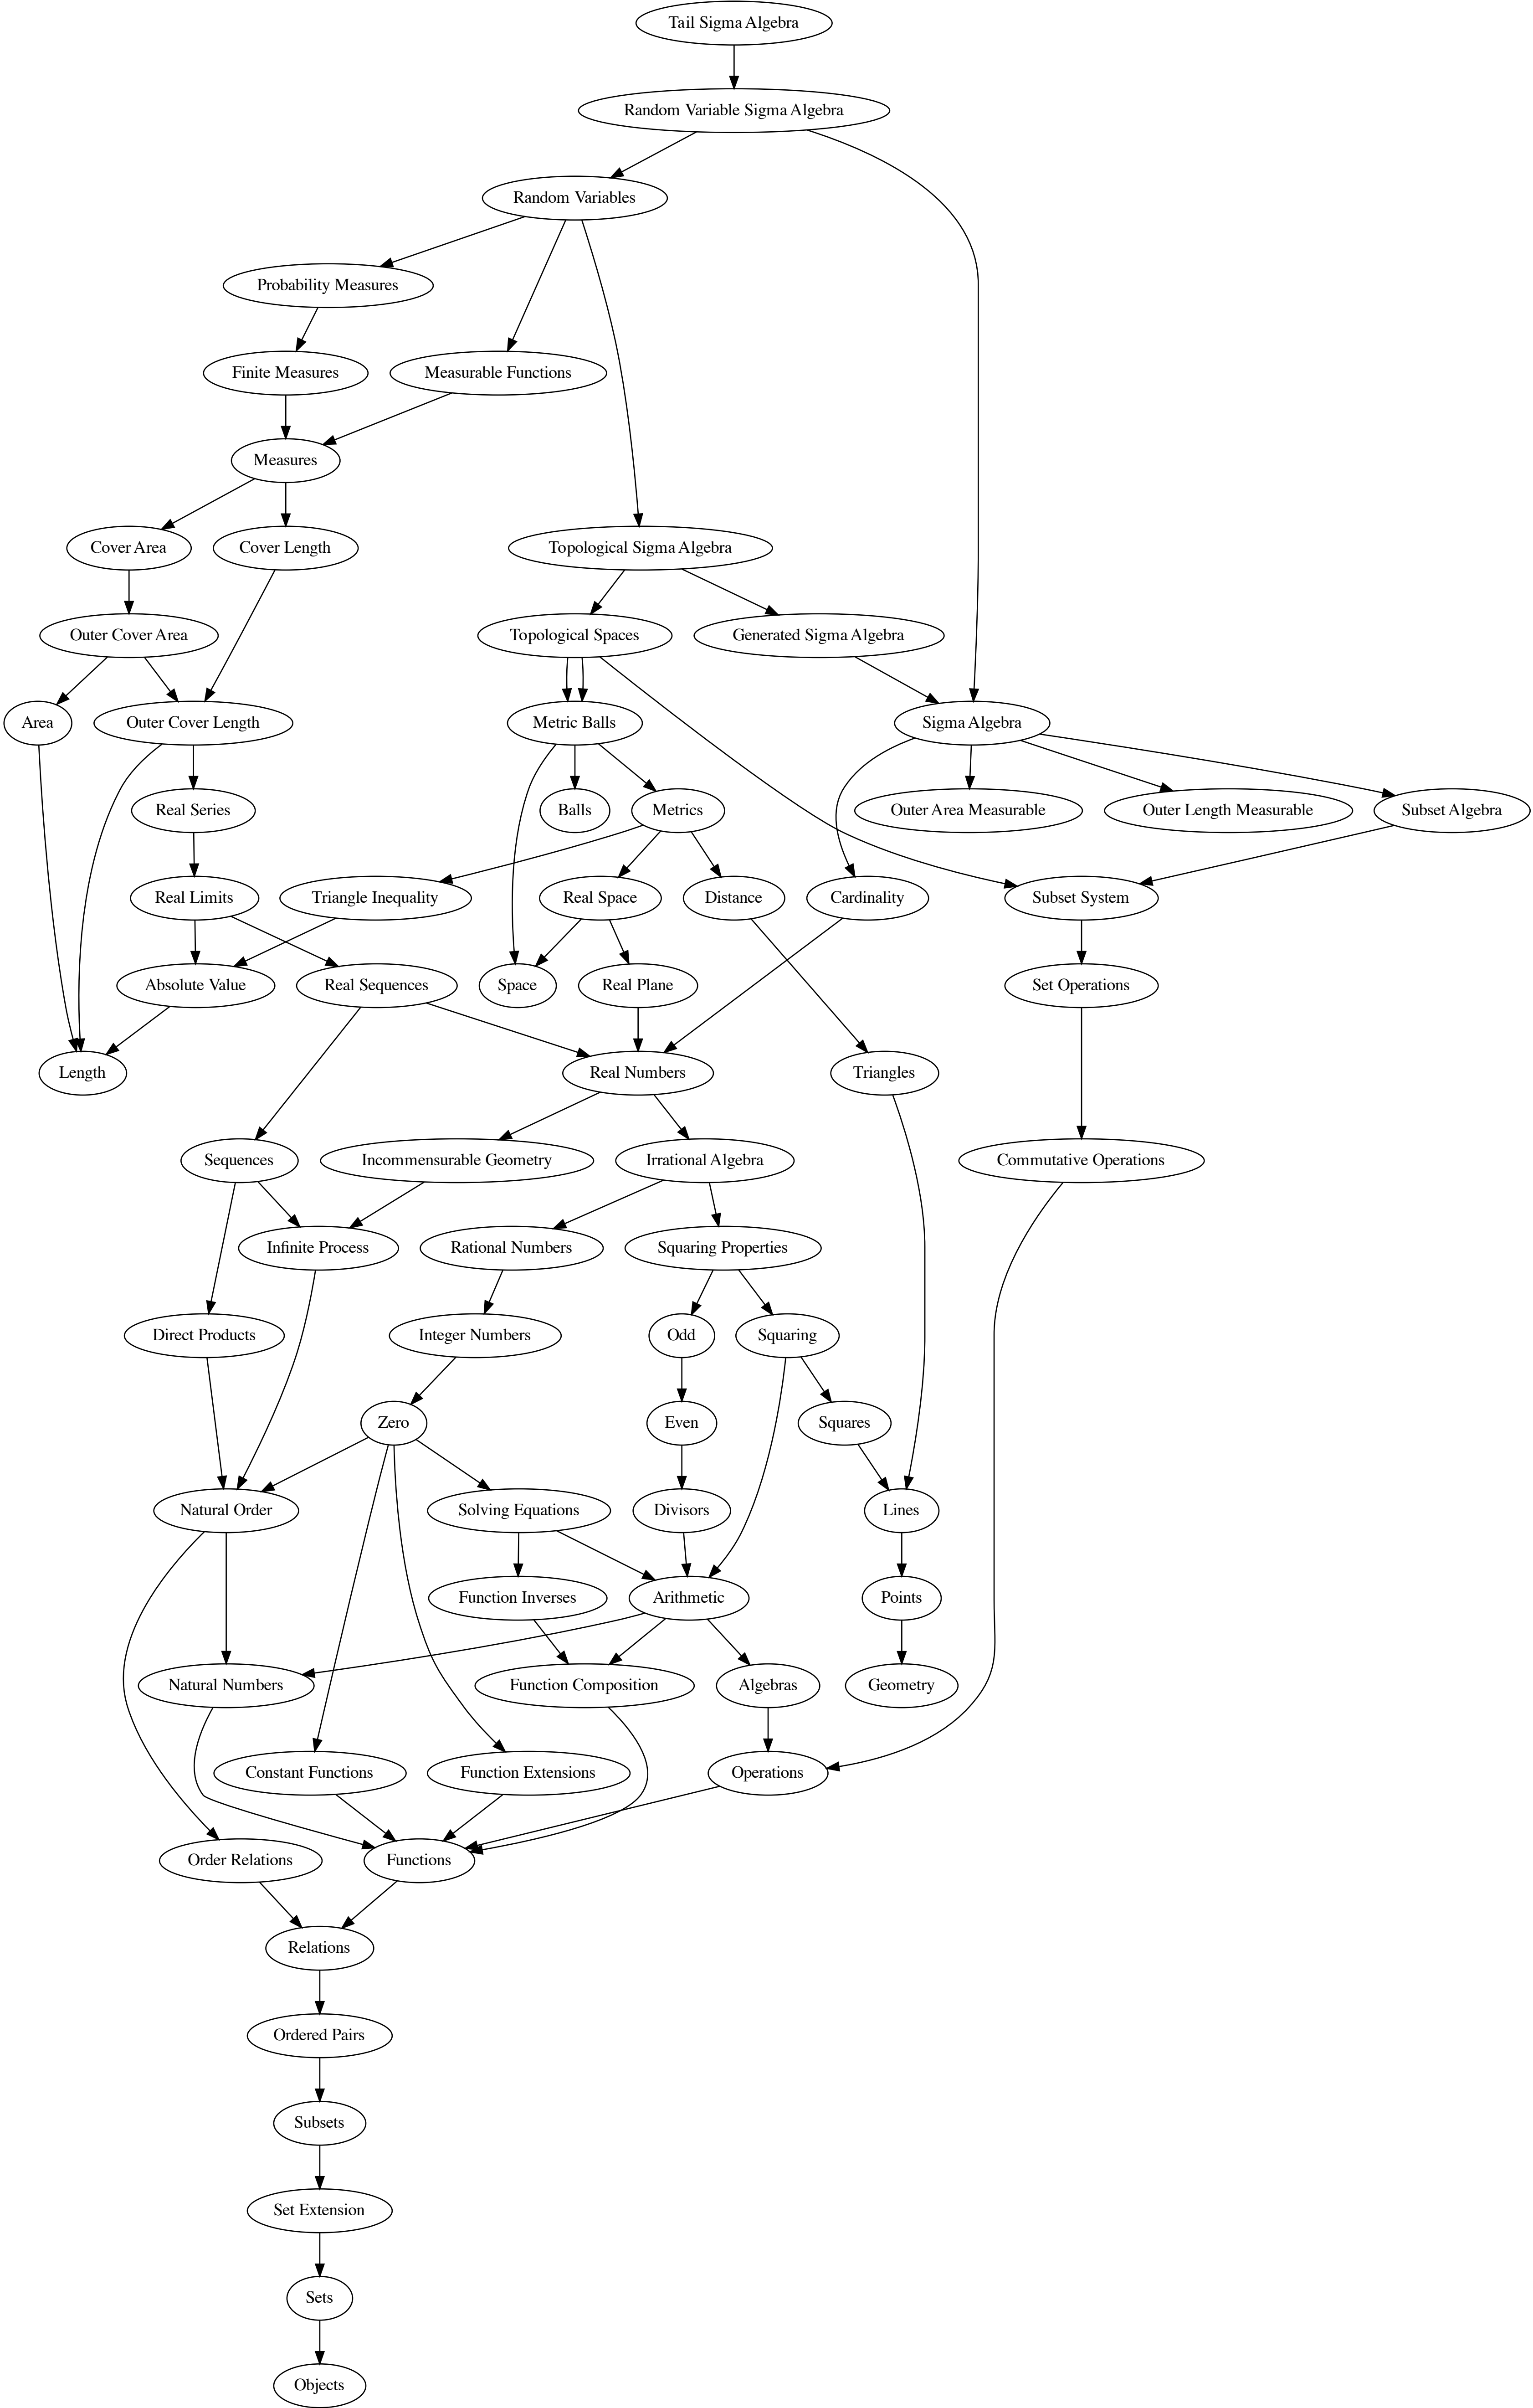 Tail Sigma Algebra
Random Variable Sigma Algebra
Random Variables
Probability Measures
Finite Measures
Measurable Functions
Measures
Cover Area
Cover Length
Topological Sigma Algebra
Outer Cover Area
Topological Spaces
Generated Sigma Algebra
Area
Outer Cover Length
Metric Balls
Sigma Algebra
Real Series
Balls
Metrics
Outer Area Measurable
Outer Length Measurable
Subset Algebra
Real Limits
Triangle Inequality
Real Space
Distance
Cardinality
Subset System
Absolute Value
Real Sequences
Space
Real Plane
Set Operations
Length
Real Numbers
Triangles
Sequences
Incommensurable Geometry
Irrational Algebra
Commutative Operations
Infinite Process
Rational Numbers
Squaring Properties
Direct Products
Integer Numbers
Odd
Squaring
Zero
Even
Squares
Natural Order
Solving Equations
Divisors
Lines
Function Inverses
Arithmetic
Points
Natural Numbers
Function Composition
Algebras
Geometry
Constant Functions
Function Extensions
Operations
Order Relations
Functions
Relations
Ordered Pairs
Subsets
Set Extension
Sets
Objects